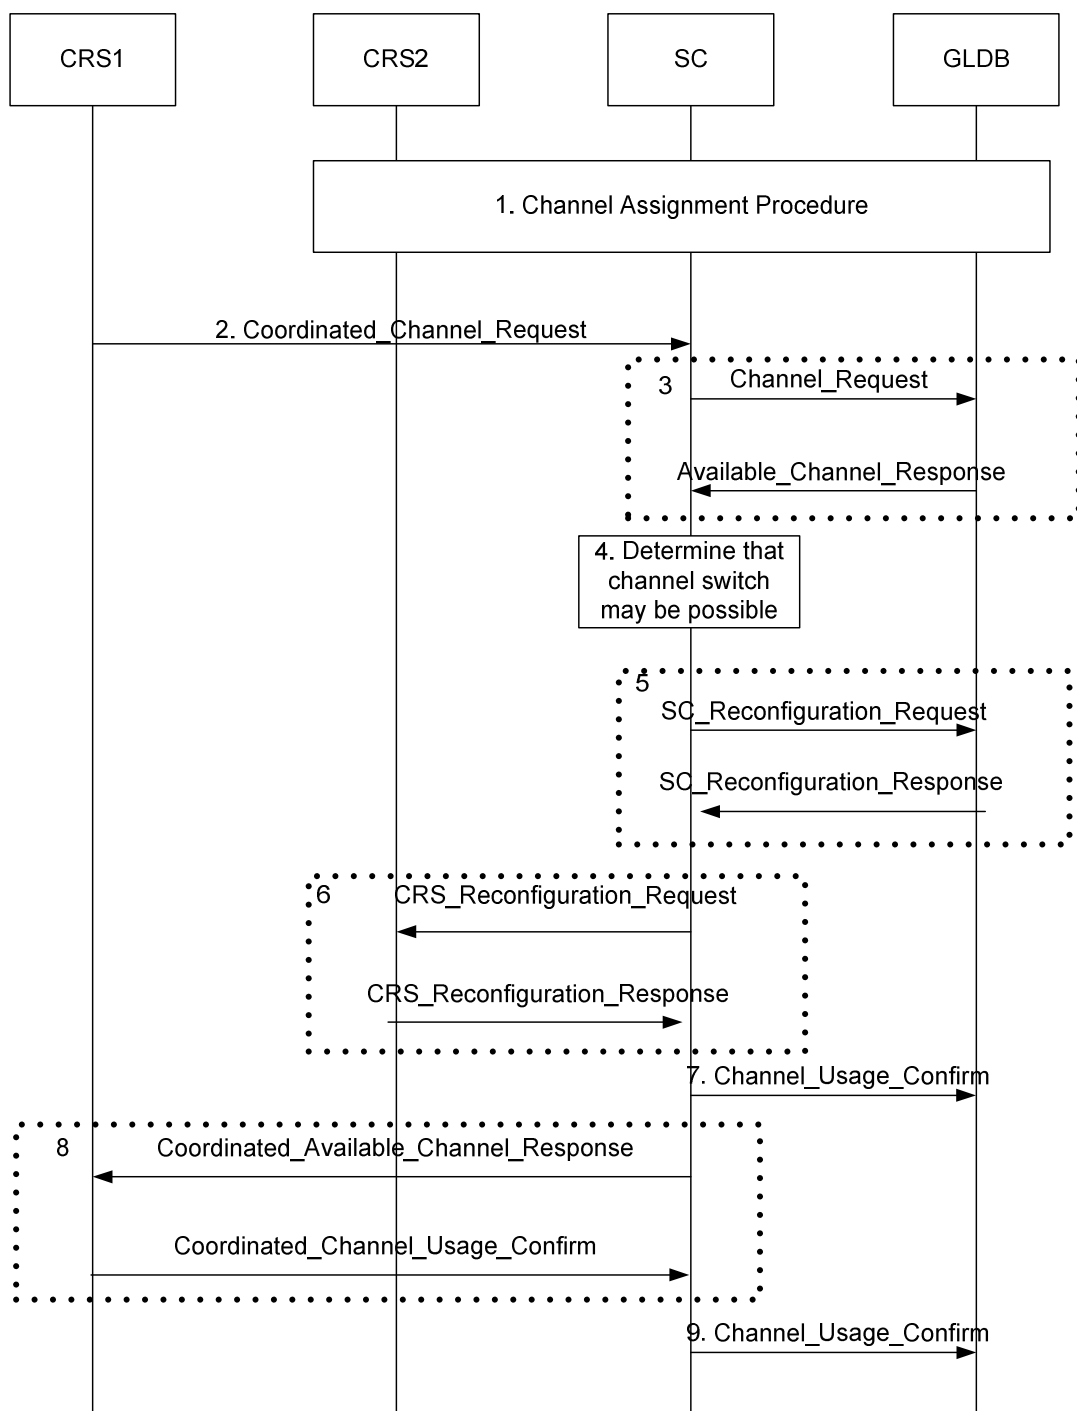 CRS1
CRS2
SC
GLDB
1. Channel Assignment Procedure
2. Coordinated_Channel_Request
3
Channel_Request
Available_Channel_Response
4. Determine that
channel switch
may be possible
5
SC_Reconfiguration_Request
SC_Reconfiguration_Response
6
CRS_Reconfiguration_Request
CRS_Reconfiguration_Response
7. Channel_Usage_Confirm
8
Coordinated_Available_Channel_Response
Coordinated_Channel_Usage_Confirm
9. Channel_Usage_Confirm